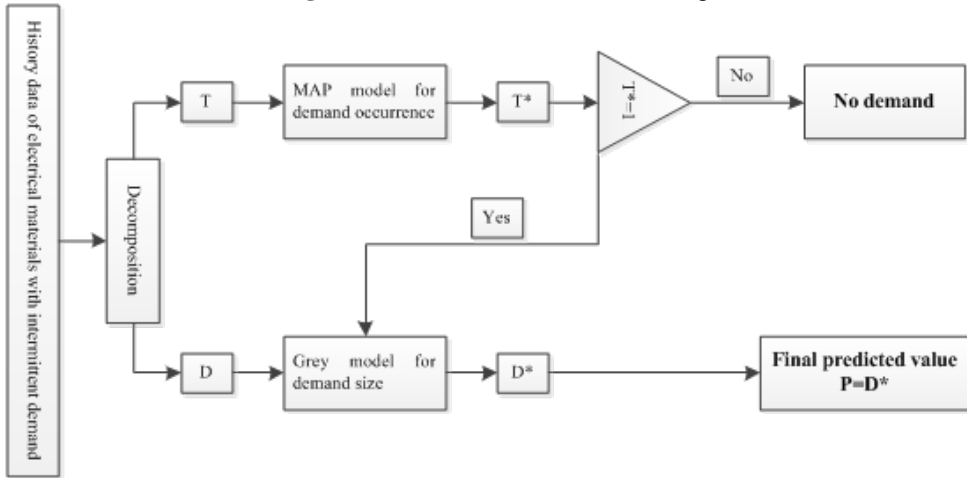 History data of electrical materials with intermittent demand
Decomposition
T
MAP model for
demand occurrence
T*
T*=1
No
No demand
Yes
D
Grey model for
demand size
D*
Final predicted value
P=D*